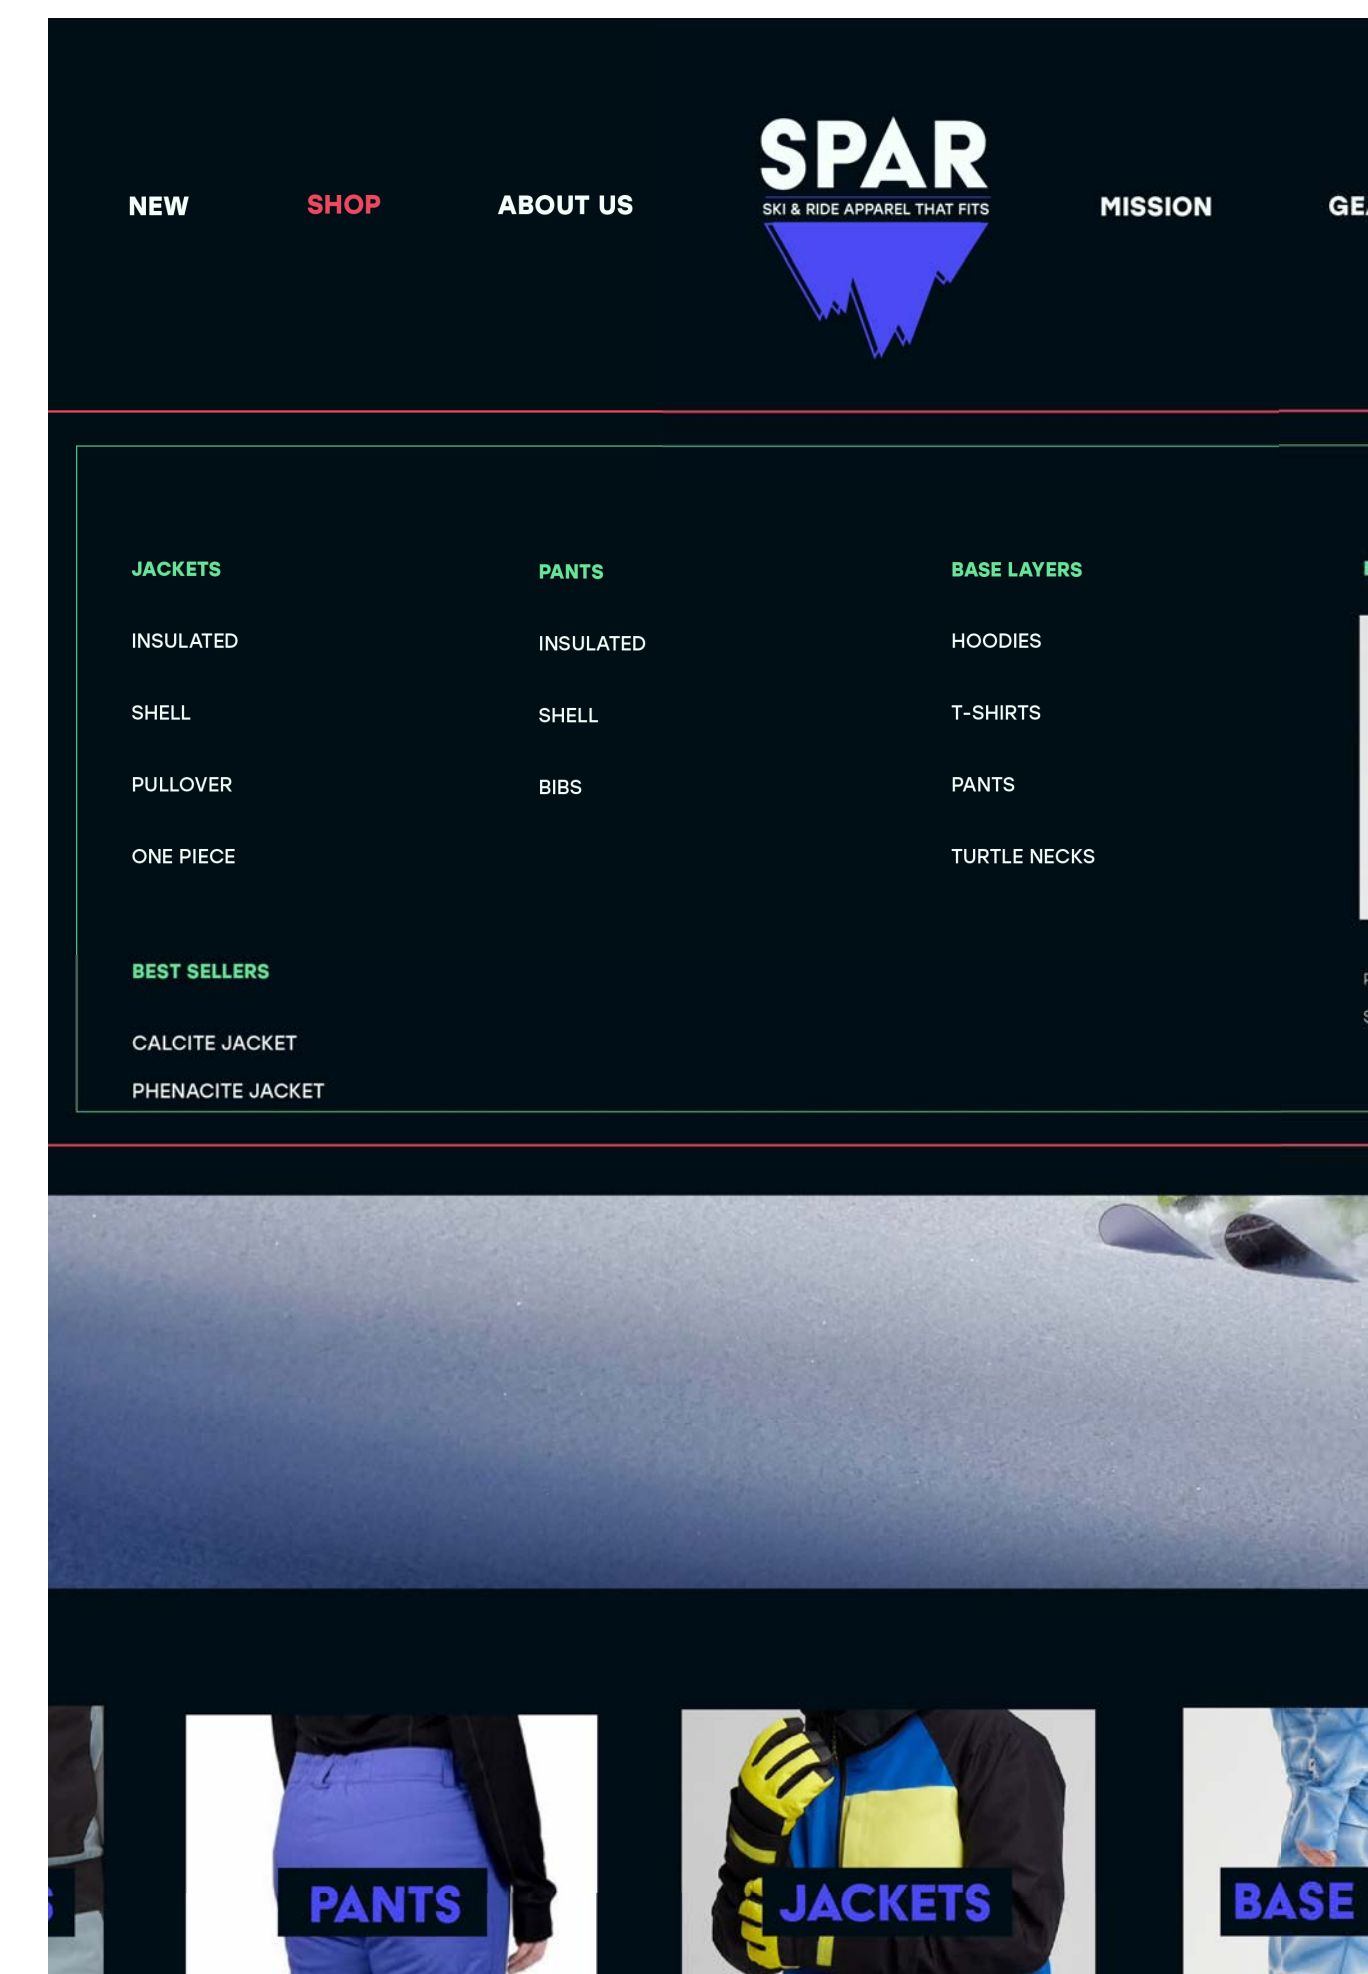 SPAR
SKI & RIDE APPAREL THAT FITS
NEW
SHOP
ABOUT US
MISSION
JACKETS
INSULATED
SHELL
PULLOVER
ONE PIECE
PANTS
INSULATED
SHELL
BIBS
BASE LAYERS
HOODIES
T-SHIRTS
PANTS
TURTLE NECKS
BEST SELLERS
CALCITE JACKET
PHENACITE JACKET
PANTS
JACKETS
BASE